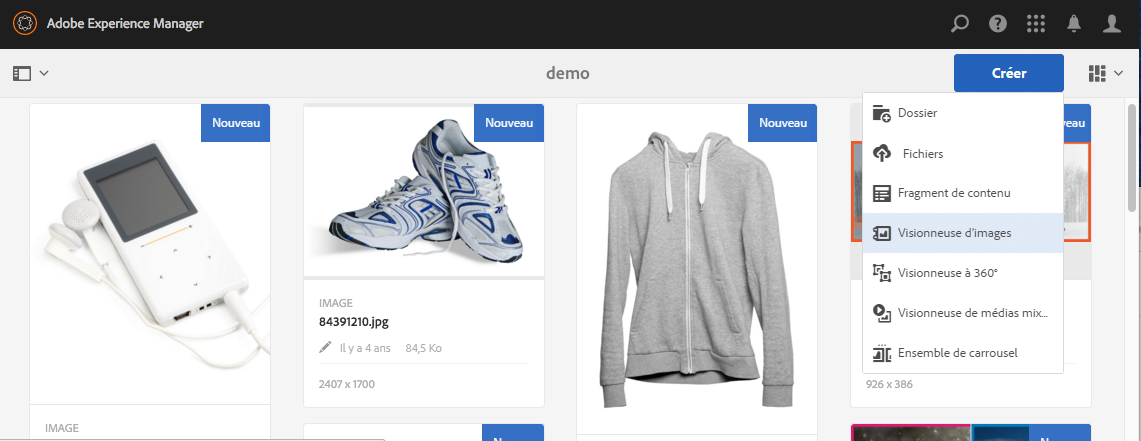 Adobe Experience Manager
demo
Créer
Nouveau
Nouveau
Nouveau
Dossier
Fichiers
Fragment de contenu
Visionneuse d'images
Visionneuse à 360°
Visionneuse de médias mix...
Ensemble de carrousel
IMAGE
84391210.jpg
Il y a 4 ans 84,5 Ko
2407 x 1700
926 x 386
IMAGE